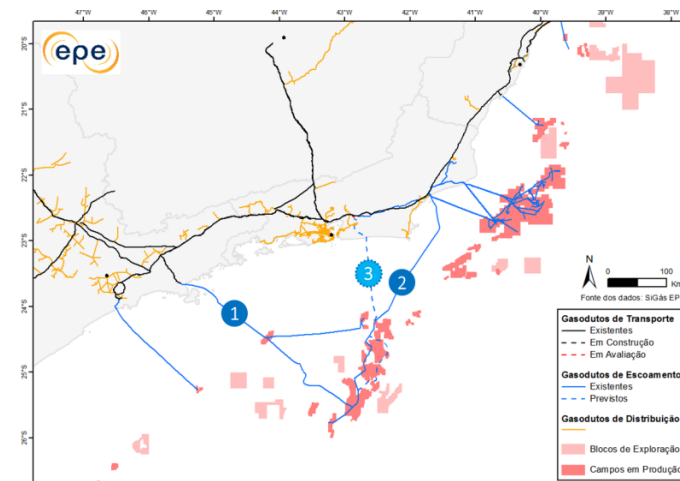 46°W 45°W 44°W 43°W 42°W 41°W 40°W 39°W 38°W
epe
20°S
21°S
22°S
23°S
24°S
25°S
26°S
1
2
3
N
0 100
Km
Fonte dos dados: SiGás EP
Gasodutos de Transporte
Existentes
Em Construção
Em Avaliação
Gasodutos de Escoamento
Existentes
Previstos
Gasodutos de Distribuição
Blocos de Exploração
Campos em Produção